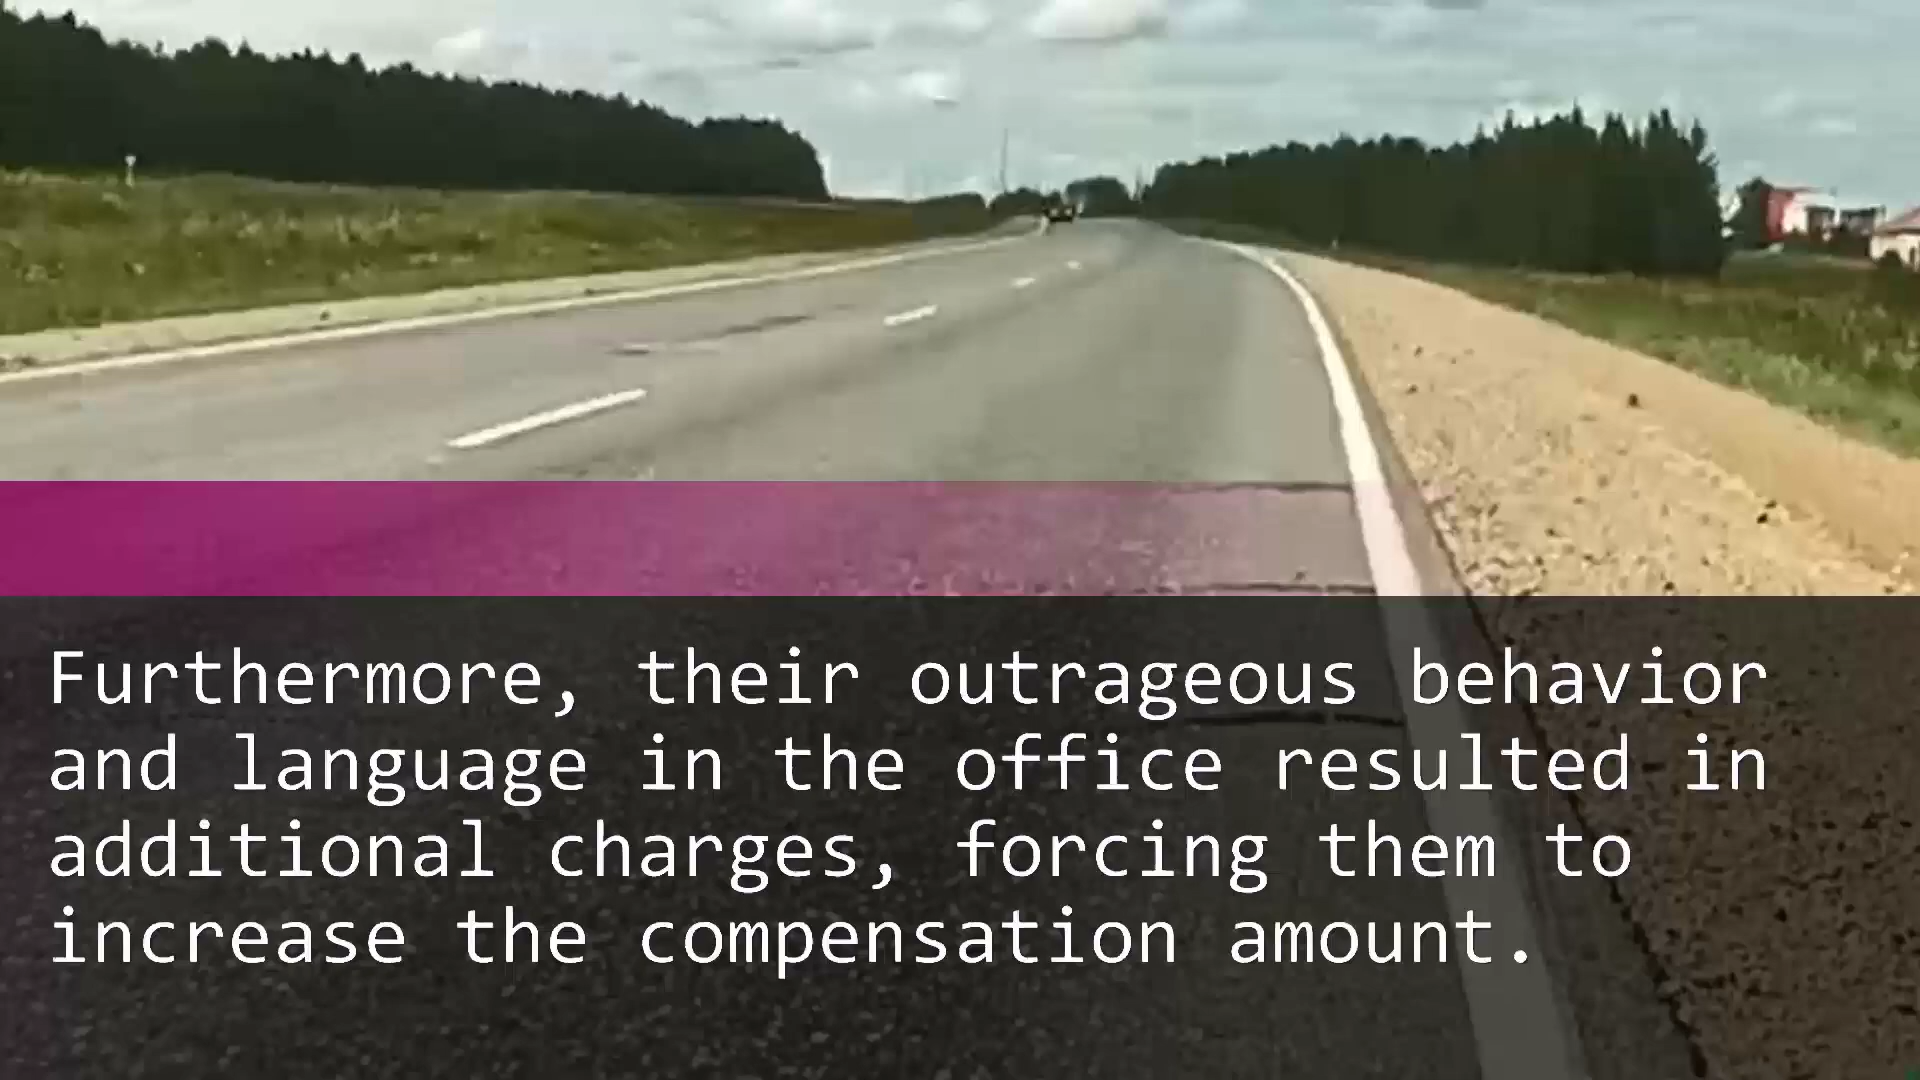 Furthermore, their outrageous behavior
and language in the office resulted in
additional charges, forcing them to
increase the compensation amount.